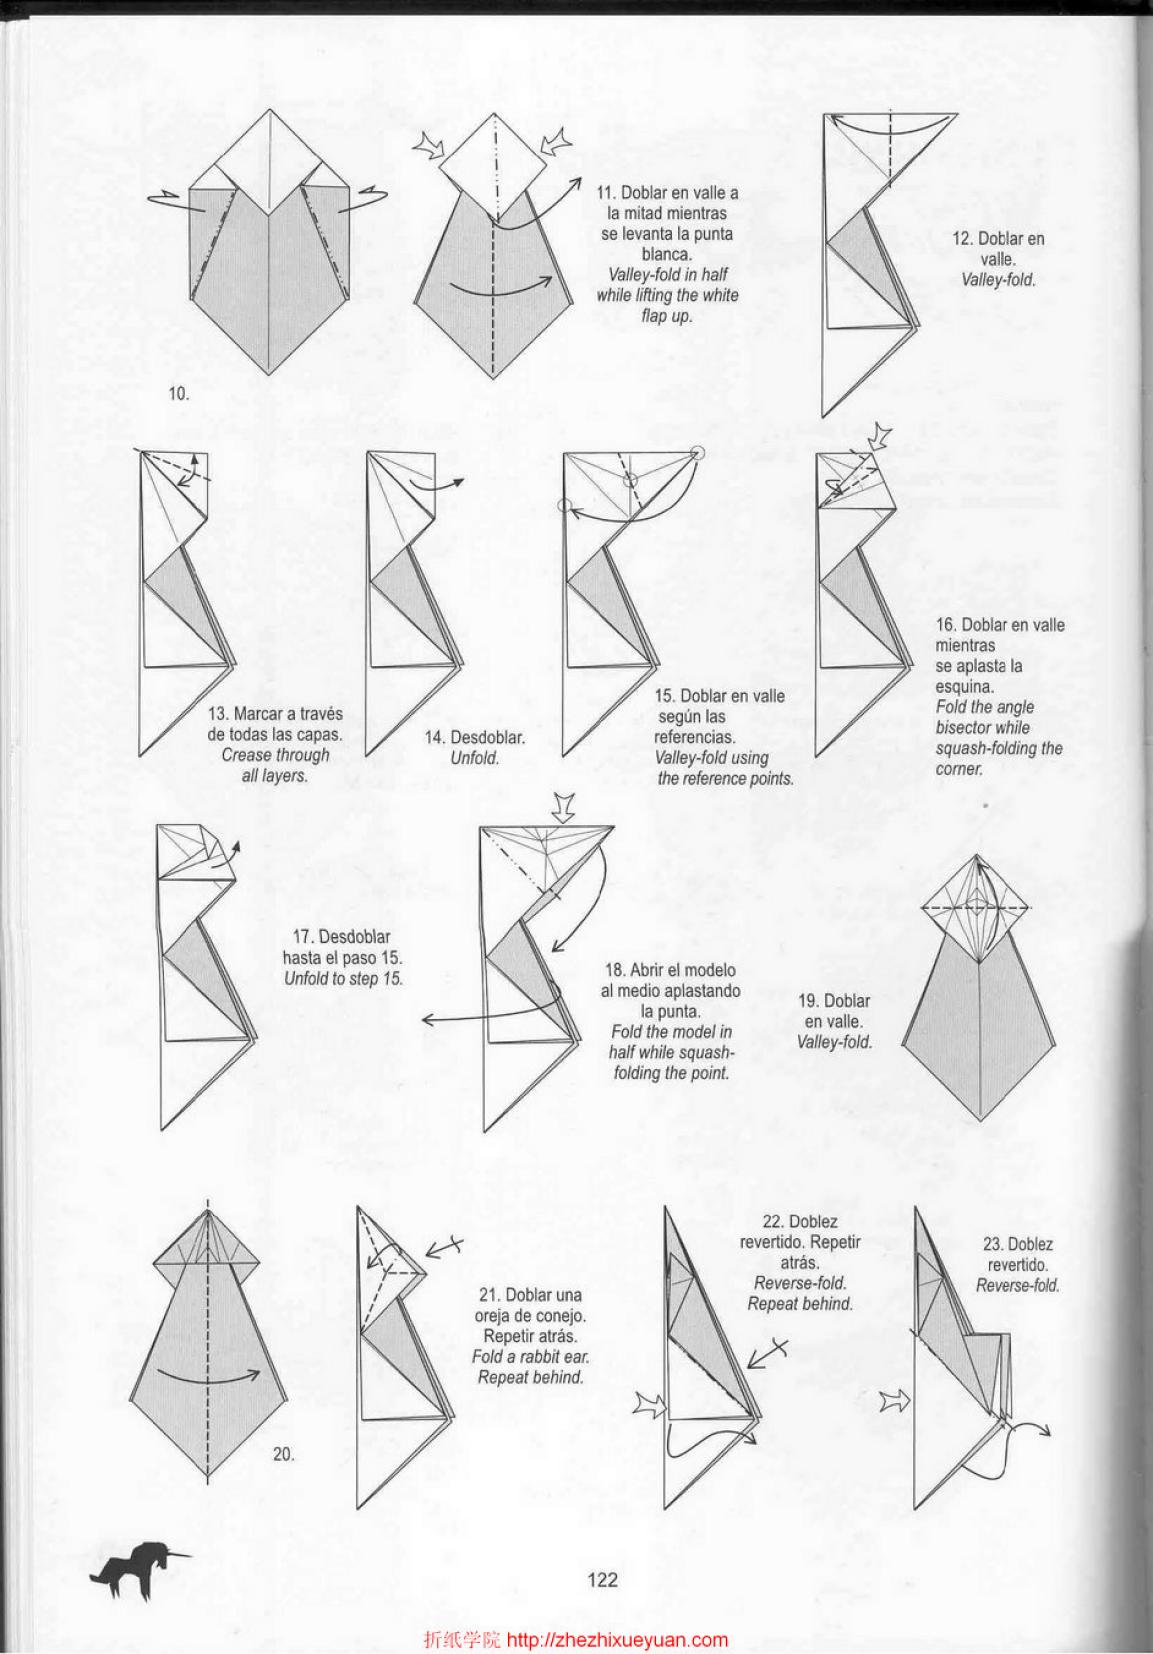 10.
11. Doblar en valle a
la mitad mientras
se levanta la punta
blanca.
Valley-fold in half
while lifting the white
flap up.
12. Doblar en
valle.
Valley-fold.
13. Marcar a través
de todas las capas.
Crease through
all layers.
14. Desdoblar.
Unfold.
15. Doblar en valle
según las
referencias.
Valley-fold using
the reference points.
16. Doblar en valle
mientras
se aplasta la
esquina.
Fold the angle
bisector while
squash-folding the
corner.
17. Desdoblar
hasta el paso 15.
Unfold to step 15.
18. Abrir el modelo
al medio aplastando
la punta.
Fold the model in
half while squash-
folding the point.
19. Doblar
en valle.
Valley-fold.
20.
21. Doblar una
oreja de conejo.
Repetir atrás.
Fold a rabbit ear.
Repeat behind.
22. Doblez
revertido. Repetir
atrás.
Reverse-fold.
Repeat behind.
23. Doblez
revertido.
Reverse-fold.
122
折纸学院 http://zhezhixueyuan.com